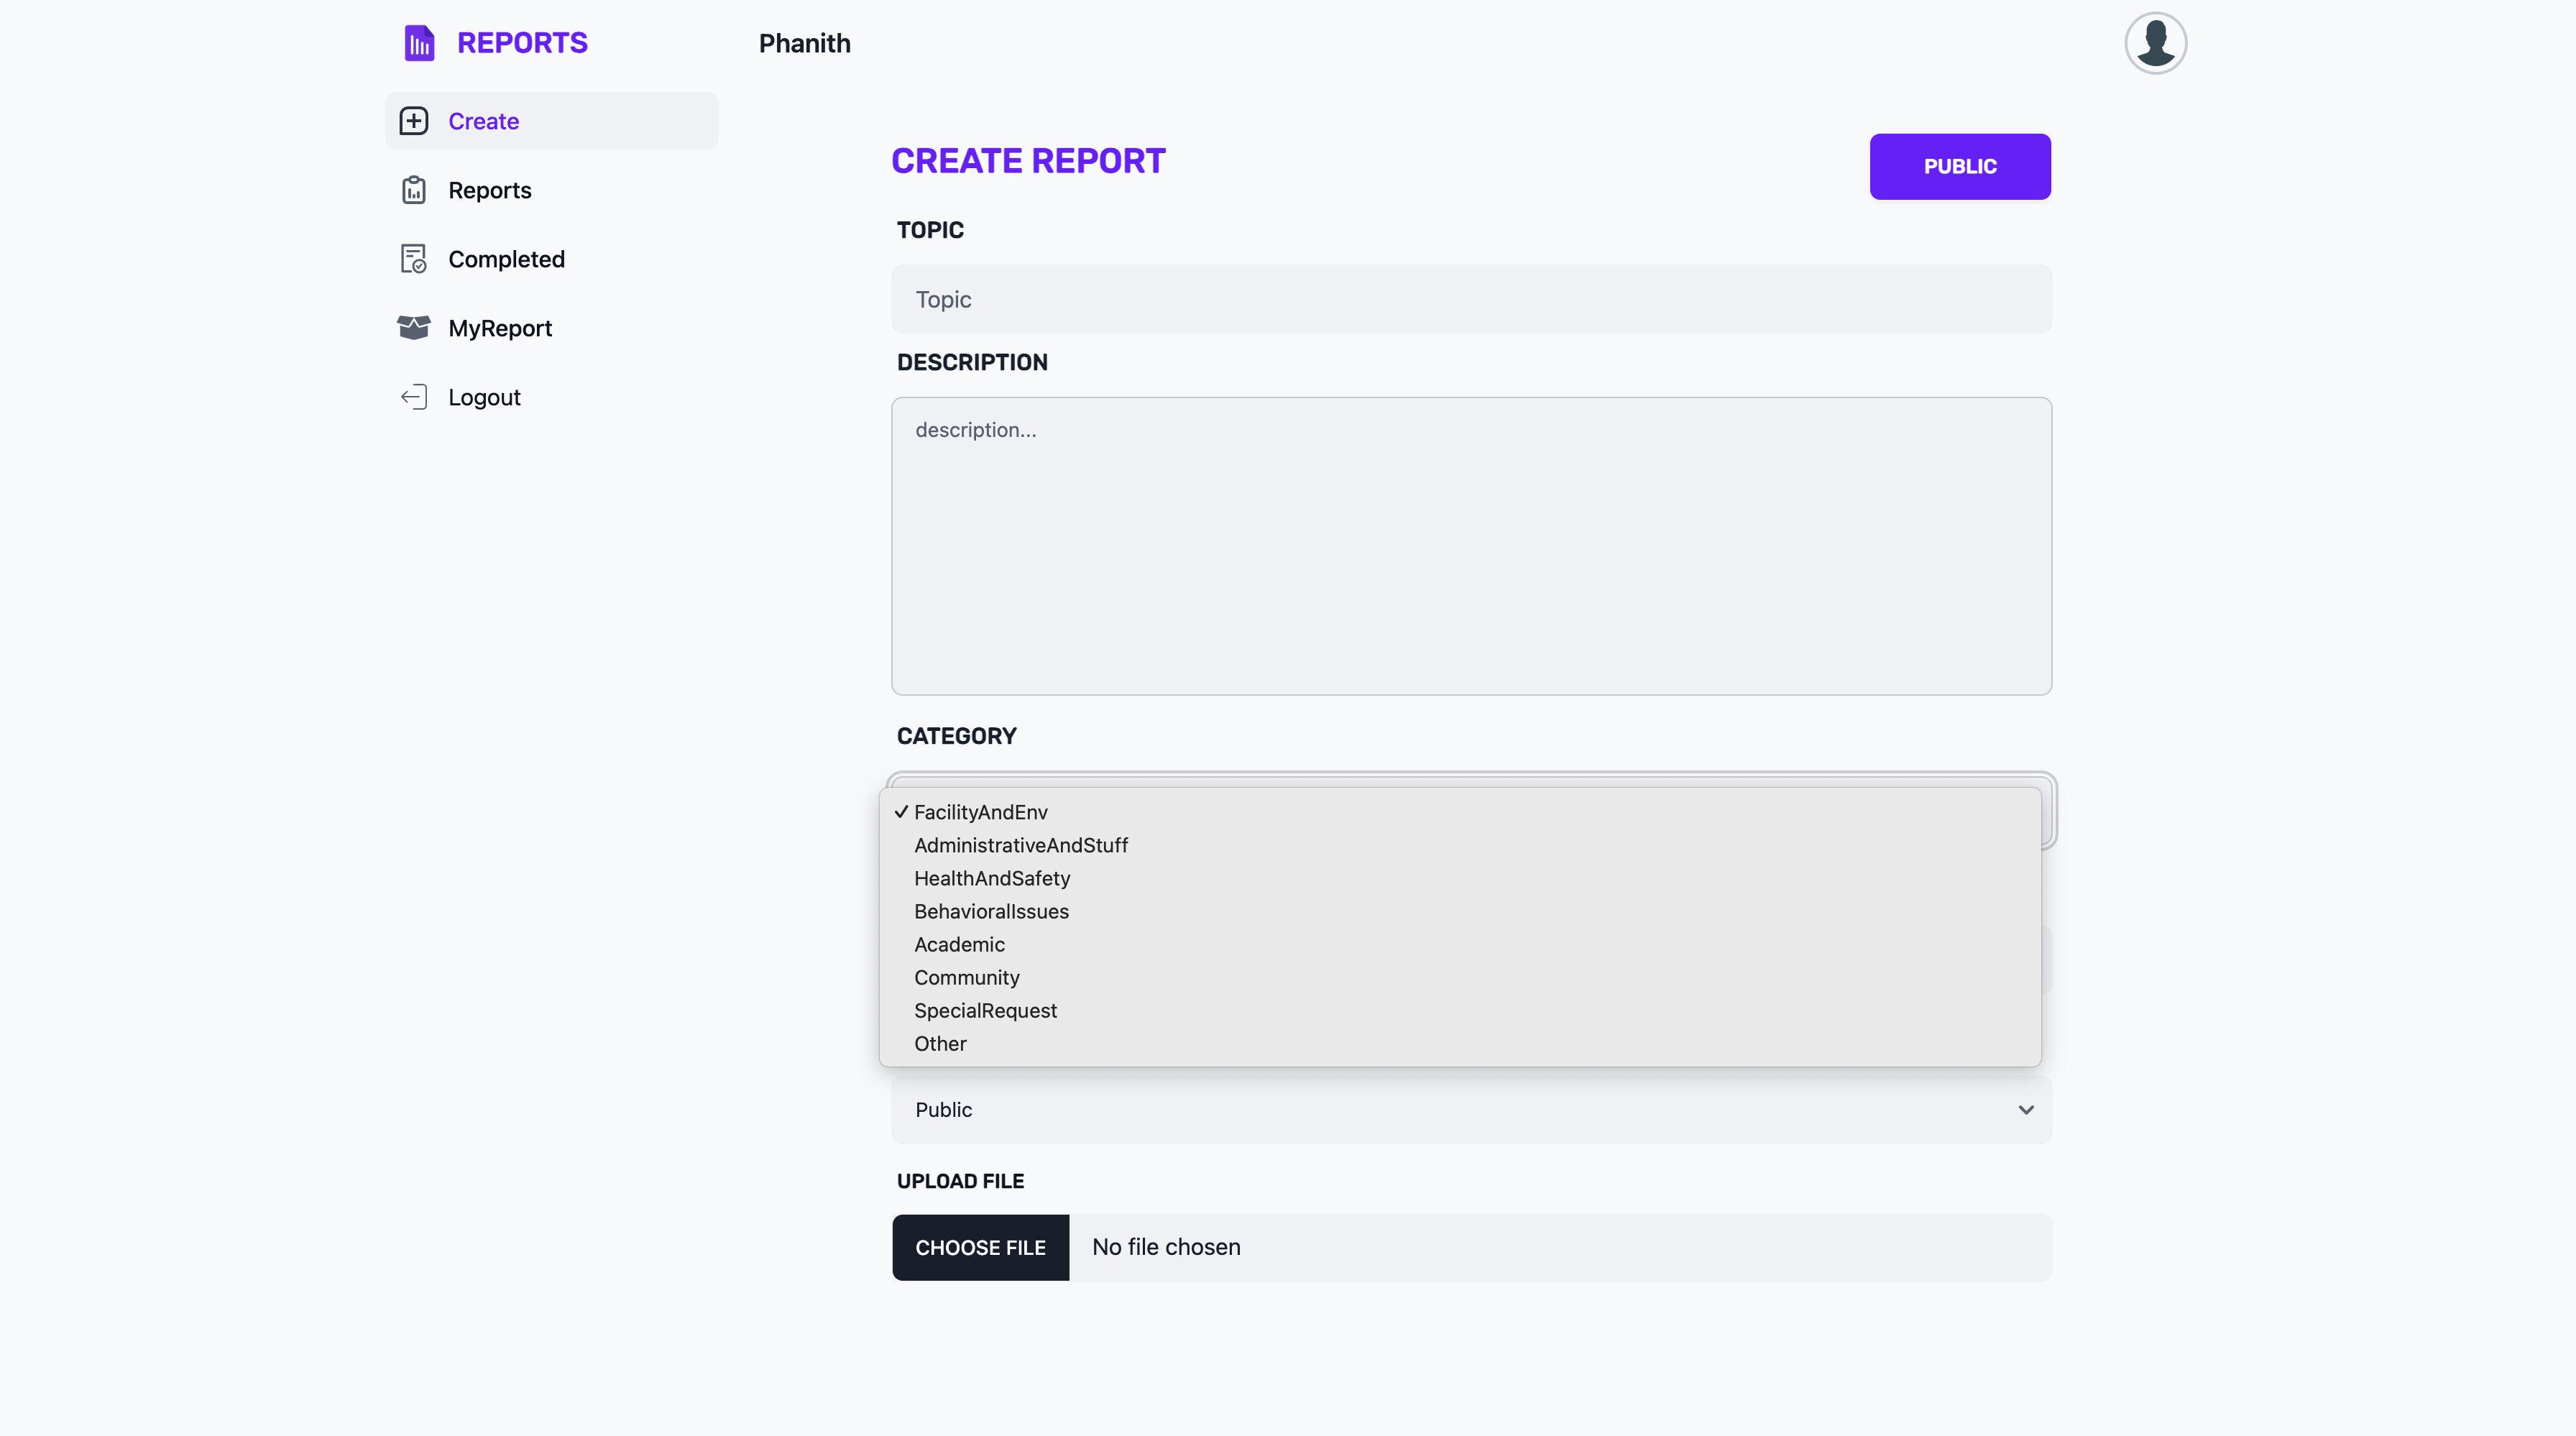 REPORTS
Phanith
Create
Reports
Completed
MyReport
Logout
CREATE REPORT
PUBLIC
TOPIC
Topic
DESCRIPTION
description...
CATEGORY
✓ FacilityAndEnv
AdministrativeAndStuff
HealthAndSafety
BehavioralIssues
Academic
Community
SpecialRequest
Other
Public
UPLOAD FILE
CHOOSE FILE No file chosen